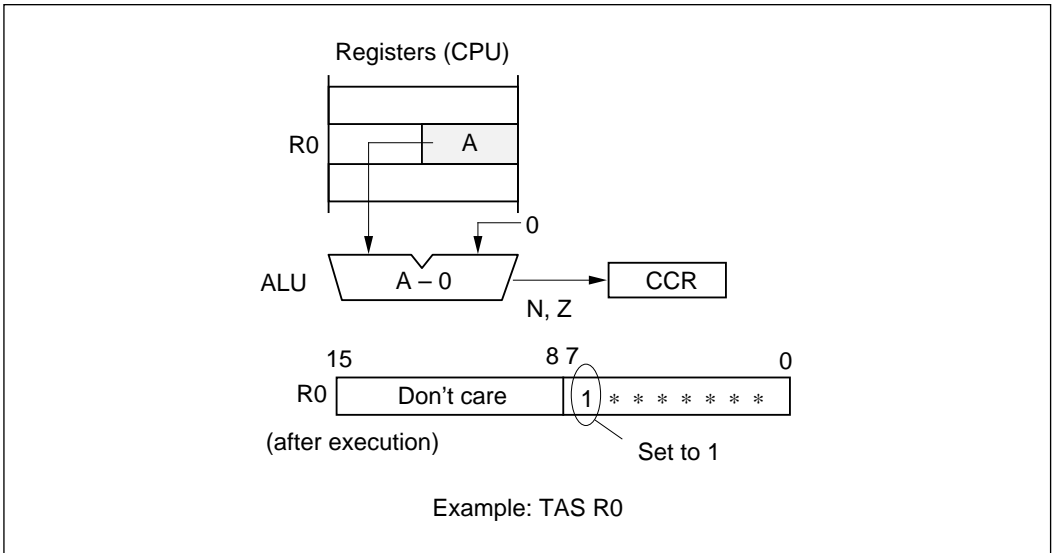 Registers (CPU)
R0 A
0
ALU A – 0 CCR
N, Z
15 8 7 0
R0 Don't care 1 * * * * * * *
(after execution) Set to 1
Example: TAS R0